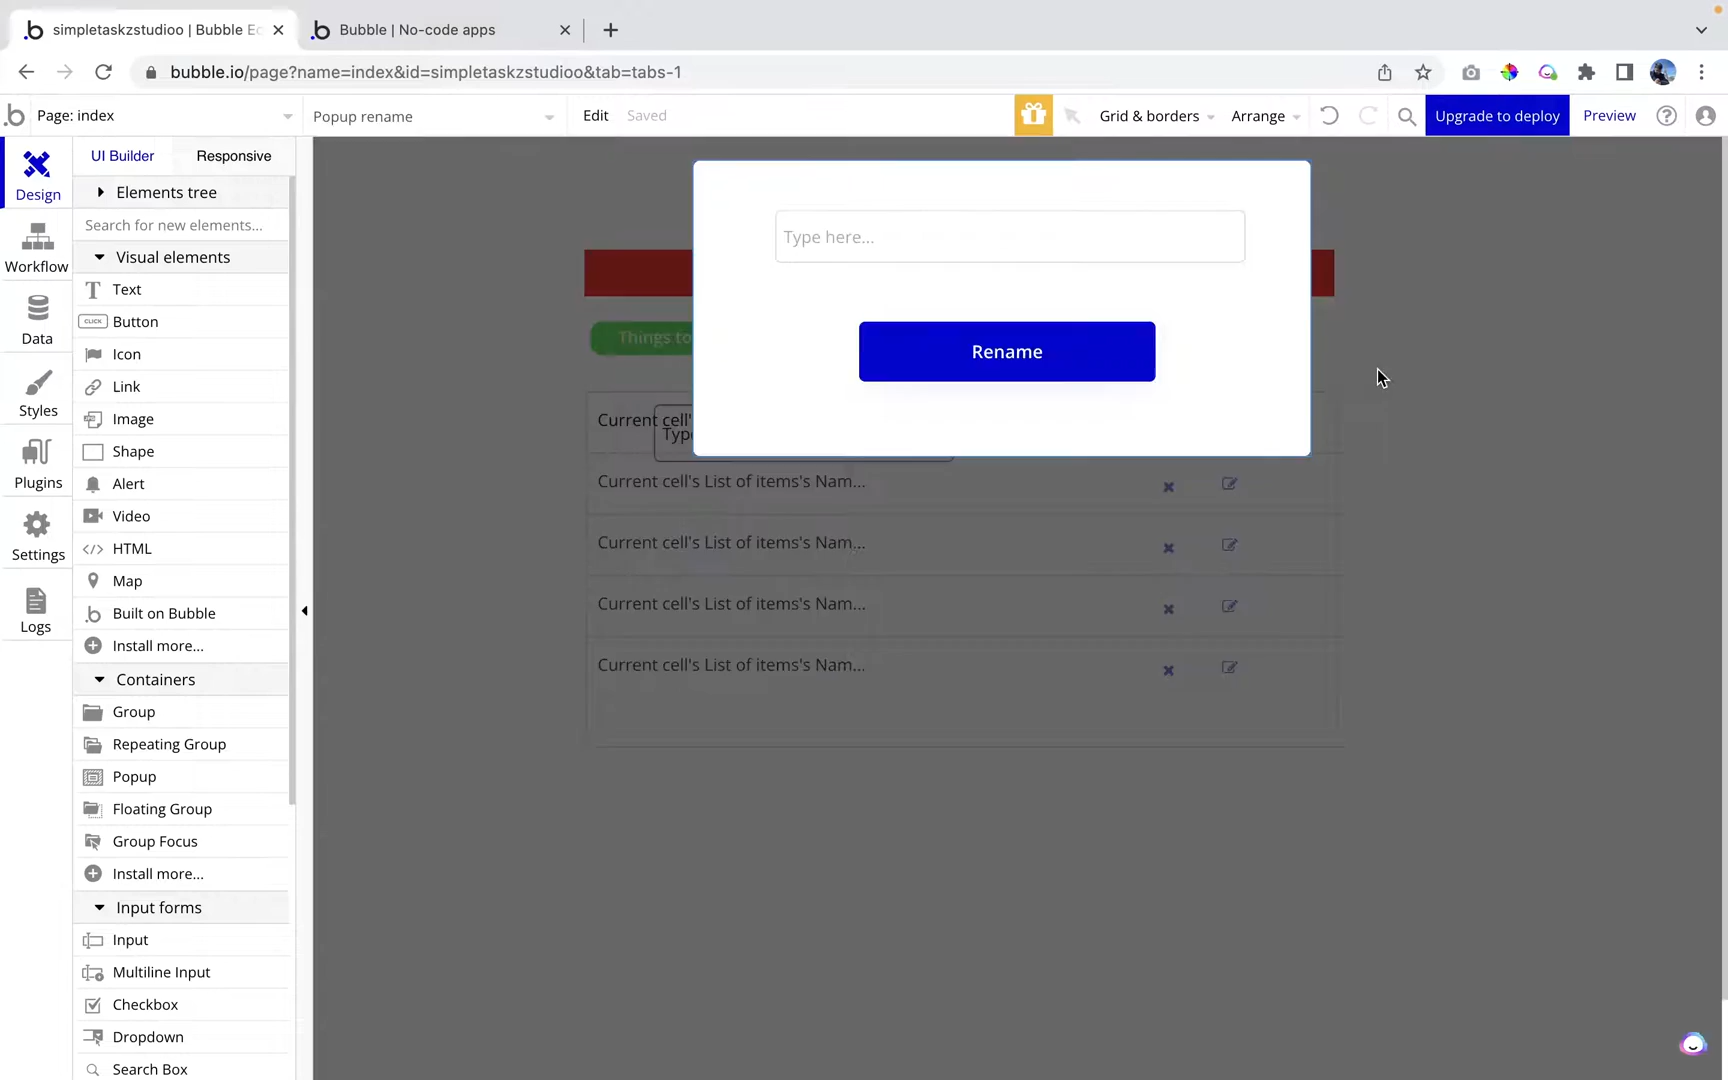 simpletaskzstudioo | Bubble Ec
Bubble | No-code apps
bubble.io/page?name=index&id=simpletaskzstudioo&tab=tabs-1
Page: index
Popup rename
Edit
Saved
Grid & borders
Arrange
Upgrade to deploy
Preview
Design
Workflow
Data
Styles
Plugins
Settings
Logs
UI Builder
Responsive
Elements tree
Search for new elements...
Visual elements
Text
CLICK
Button
Icon
Link
Image
Shape
Alert
Video
HTML
Map
Built on Bubble
Install more...
Containers
Group
Repeating Group
Popup
Floating Group
Group Focus
Install more...
Input forms
Input
Multiline Input
Checkbox
Dropdown
Search Box
Type here...
Rename
Things to
Current cell'
Type
Current cell's List of items's Nam...
Current cell's List of items's Nam...
Current cell's List of items's Nam...
Current cell's List of items's Nam...